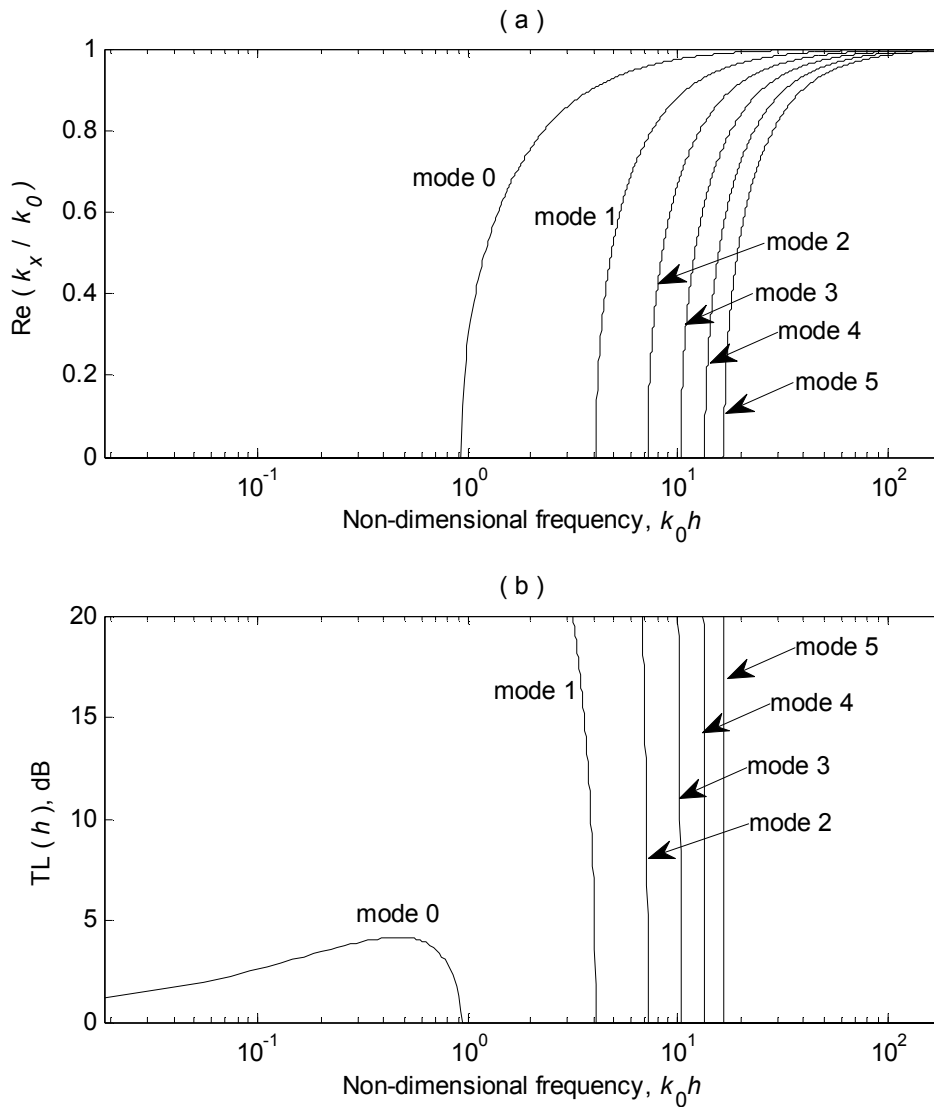 ( a )
1
0.8
0.6
0.4
0.2
0
Re ( k_x / k_0 )
mode 0
mode 1
mode 2
mode 3
mode 4
mode 5
10^-1
10^0
10^1
10^2
Non-dimensional frequency, k_0h
( b )
20
15
10
5
0
TL ( h ), dB
mode 0
mode 1
mode 5
mode 4
mode 3
mode 2
10^-1
10^0
10^1
10^2
Non-dimensional frequency, k_0h